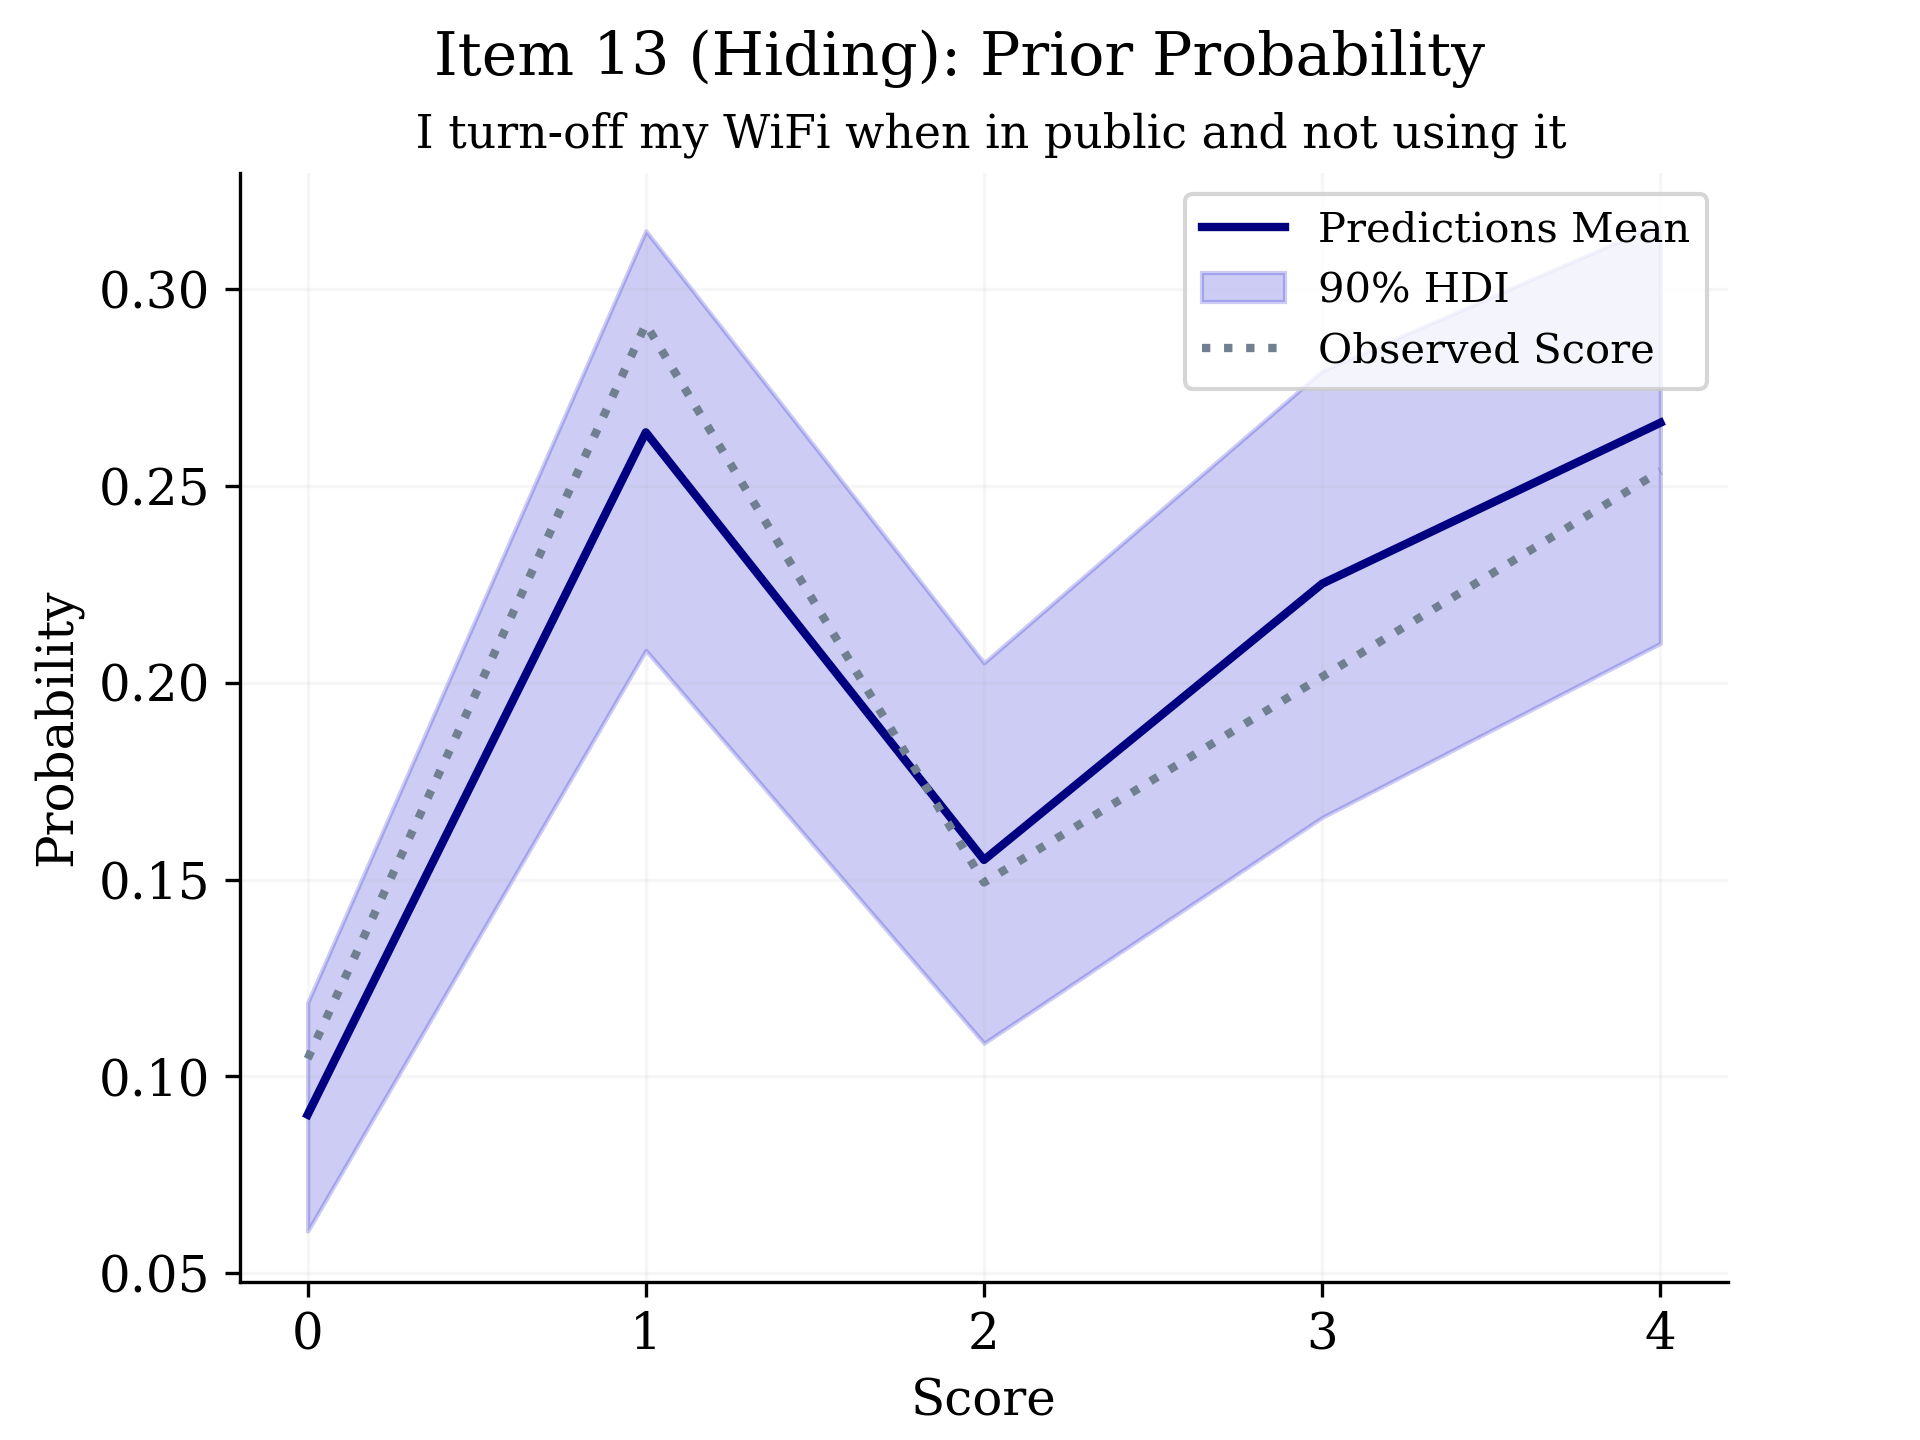 Item 13 (Hiding): Prior Probability
I turn-off my WiFi when in public and not using it
Predictions Mean
90% HDI
Observed Score
Probability
0.30
0.25
0.20
0.15
0.10
0.05
0 1 2 3 4
Score